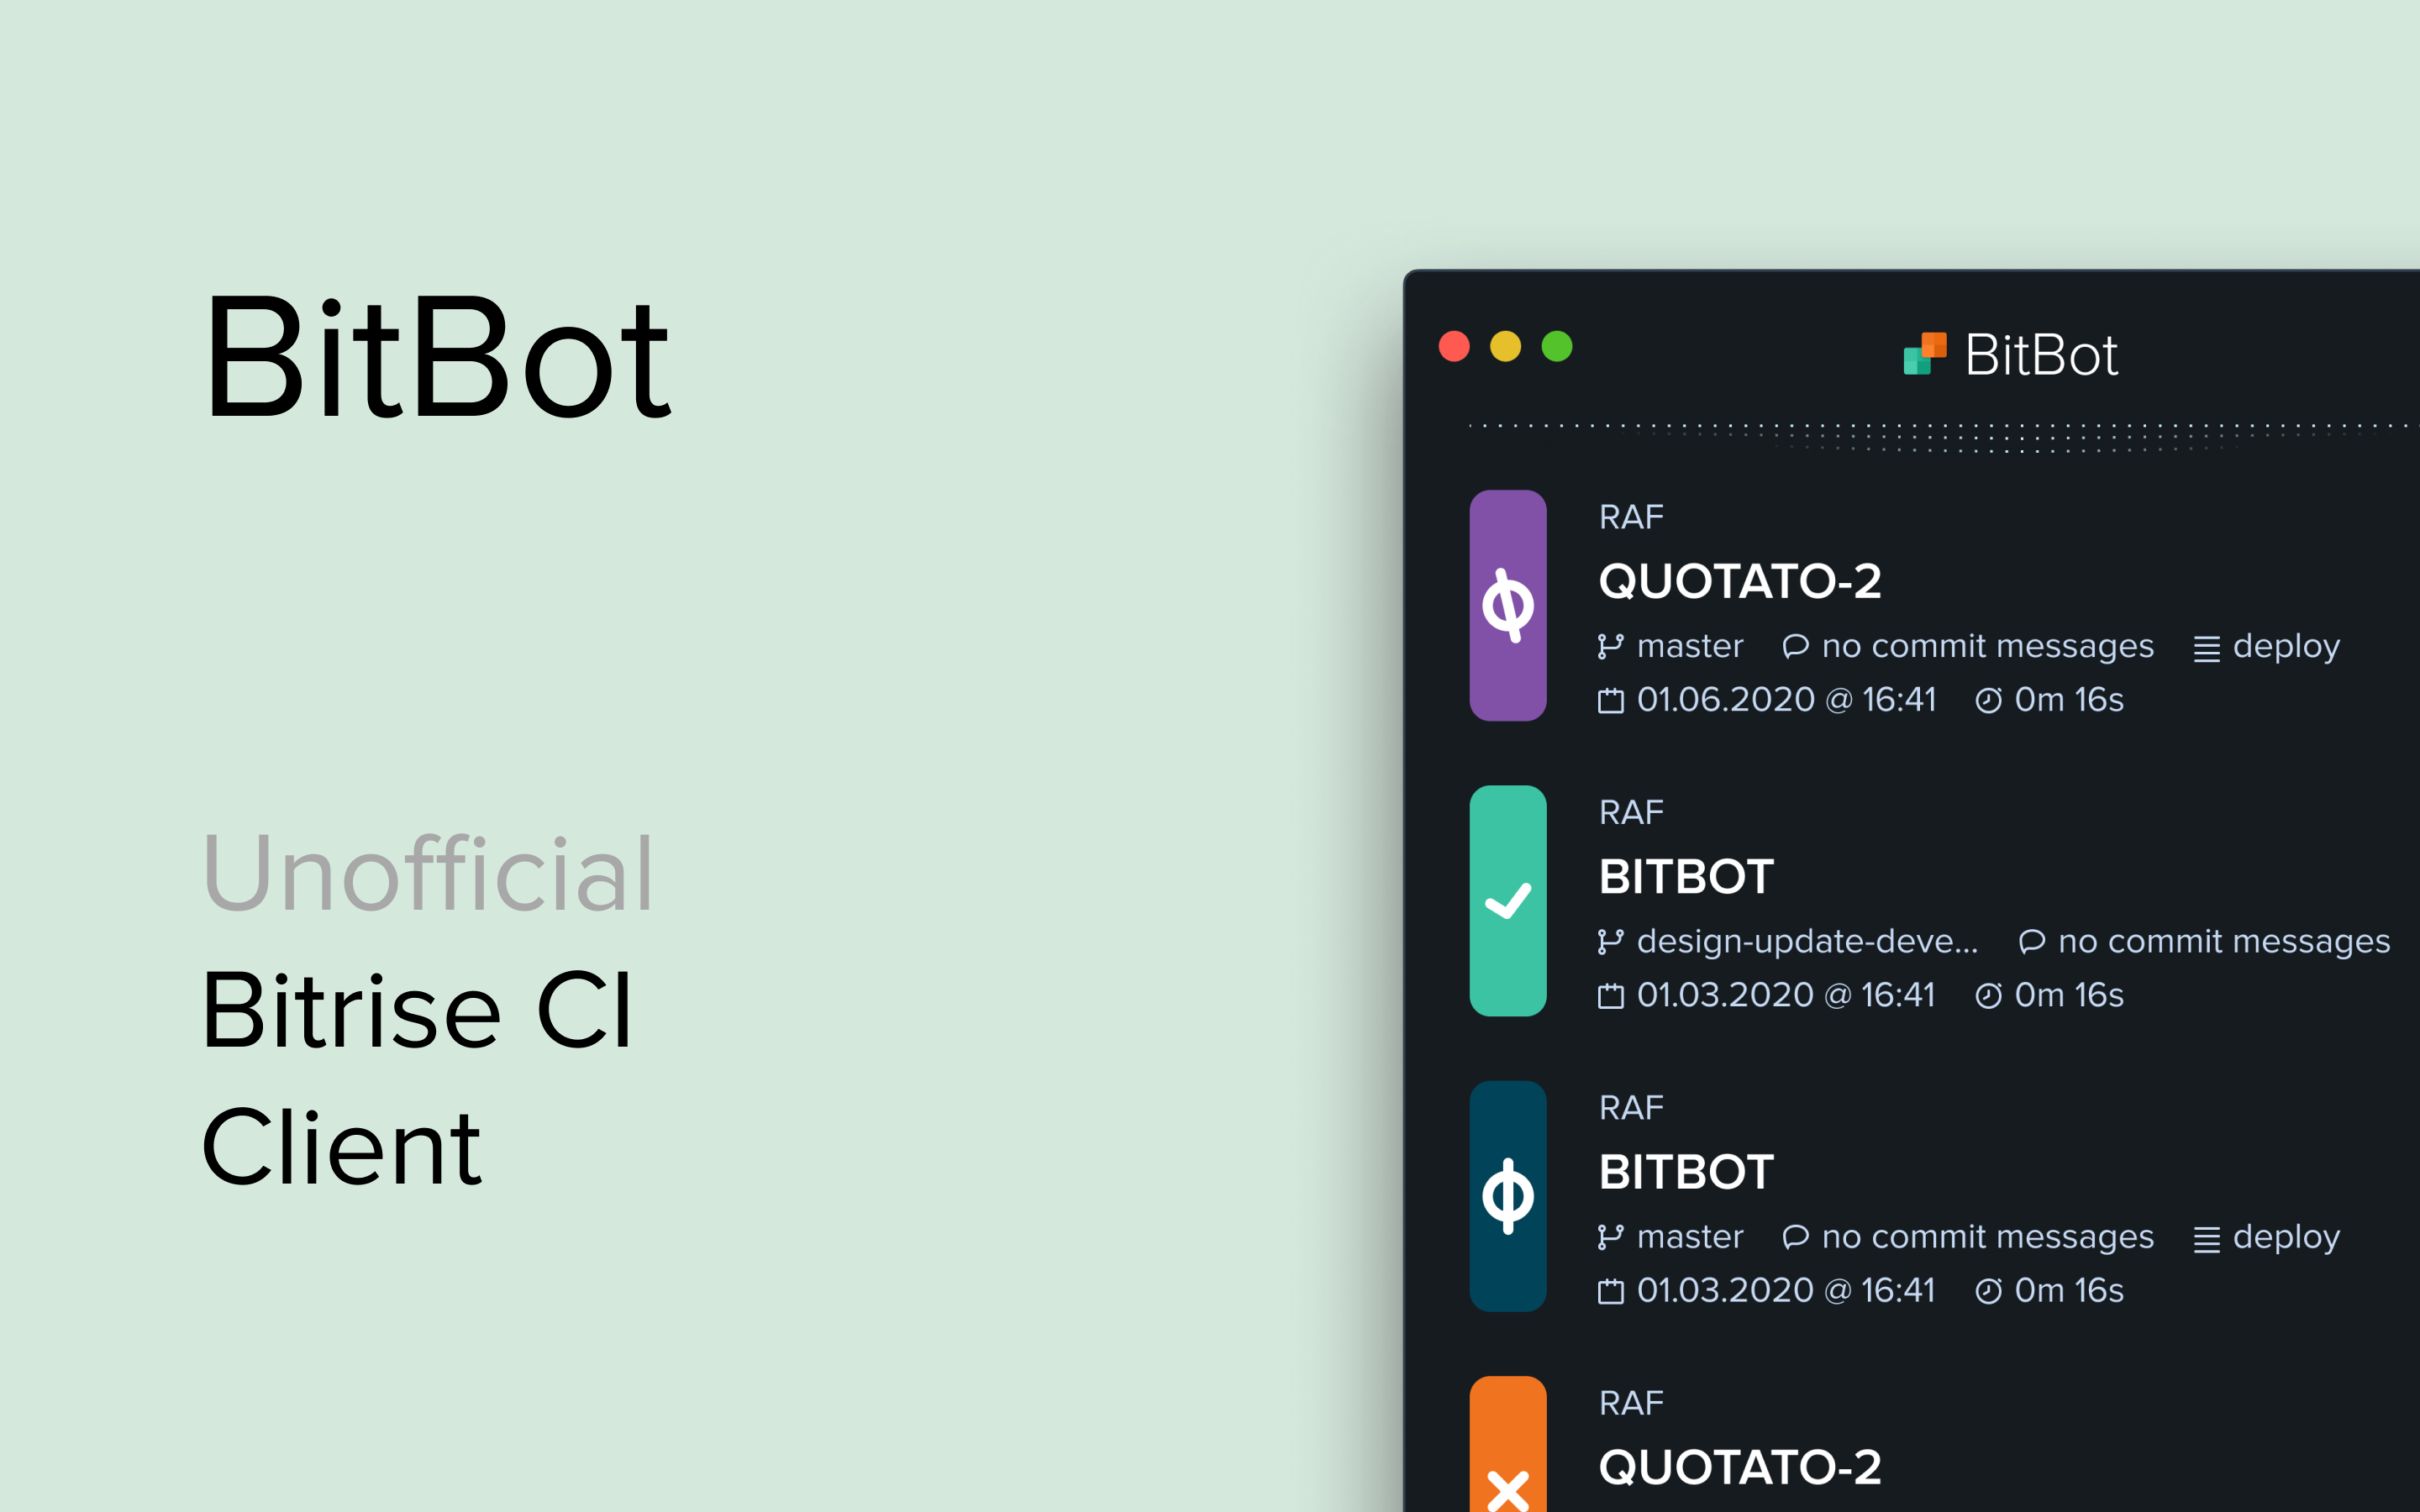 BitBot
Unofficial
Bitrise CI
Client
BitBot
RAF
QUOTATO-2
master no commit messages deploy
01.06.2020 @ 16:41 0m 16s
RAF
BITBOT
design-update-deve... no commit messages
01.03.2020 @ 16:41 0m 16s
RAF
BITBOT
master no commit messages deploy
01.03.2020 @ 16:41 0m 16s
RAF
QUOTATO-2